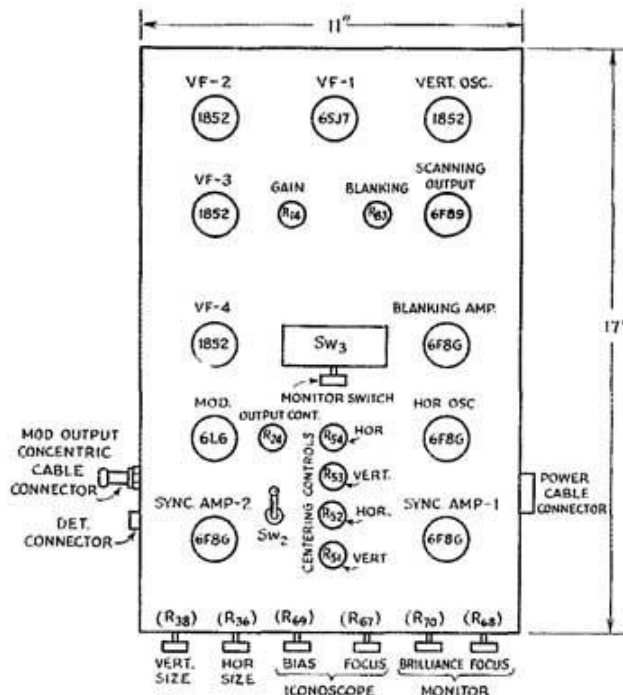 11"
VF-2
VF-1
VERT. OSC.
1852
6SJ7
1852
VF-3
GAIN
BLANKING
SCANNING
OUTPUT
1852
R14
R63
6F89
VF-4
BLANKING AMP.
1852
Sw3
6F8G
17"
MONITOR SWITCH
MOD.
OUTPUT CONT.
HOR OSC
6L6
R24
R54
HOR
6F8G
MOD OUTPUT
CONCENTRIC
CABLE
CONNECTOR
CENTERING CONTROLS
R53
VERT.
POWER
CABLE
CONNECTOR
SYNC. AMP-2
R52
HOR.
SYNC. AMP-1
DET.
CONNECTOR
6F8G
Sw2
R51
VERT
6F8G
(R38)
(R36)
(R69)
(R67)
(R70)
(R68)
VERT.
SIZE
HOR
SIZE
BIAS
FOCUS
BRILLIANCE
FOCUS
ICONOSCOPE
MONITOR